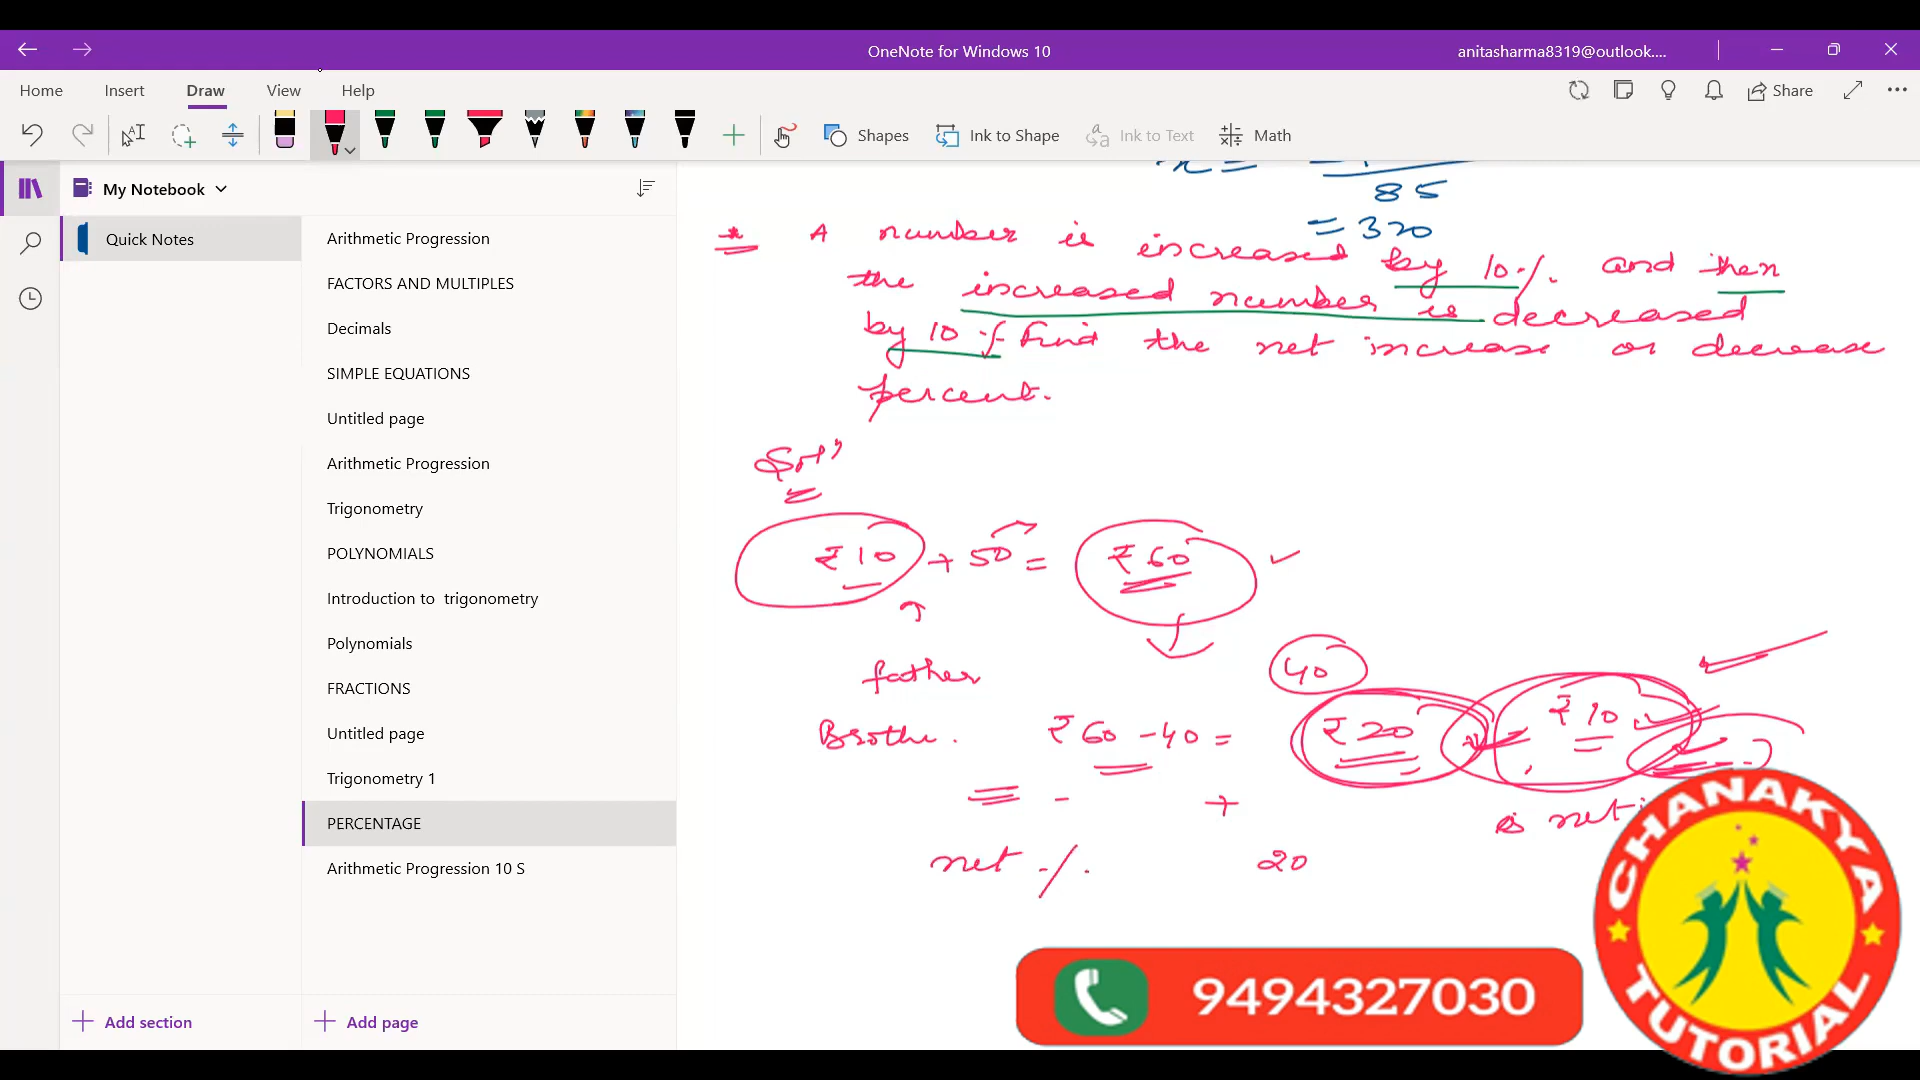 OneNote for Windows 10
anitasharma8319@outlook....
Home Insert Draw View Help
Share
Shapes Ink to Shape Ink to Text Math
My Notebook
Quick Notes
Arithmetic Progression
FACTORS AND MULTIPLES
Decimals
SIMPLE EQUATIONS
Untitled page
Arithmetic Progression
Trigonometry
POLYNOMIALS
Introduction to trigonometry
Polynomials
FRACTIONS
Untitled page
Trigonometry 1
PERCENTAGE
Arithmetic Progression 10 S
Add section
Add page
85
= 320
* A number is increased by 10 %. and then
the increased number is decreased
by 10 %. Find the net increase or decrease
percent.
₹ 10 + 50 = ₹ 60
father
40
Brothe. ₹ 60 - 40 = ₹ 20 ₹ 10
- +
is net
net % 20
9494327030
CHANAKYA
TUTORIAL